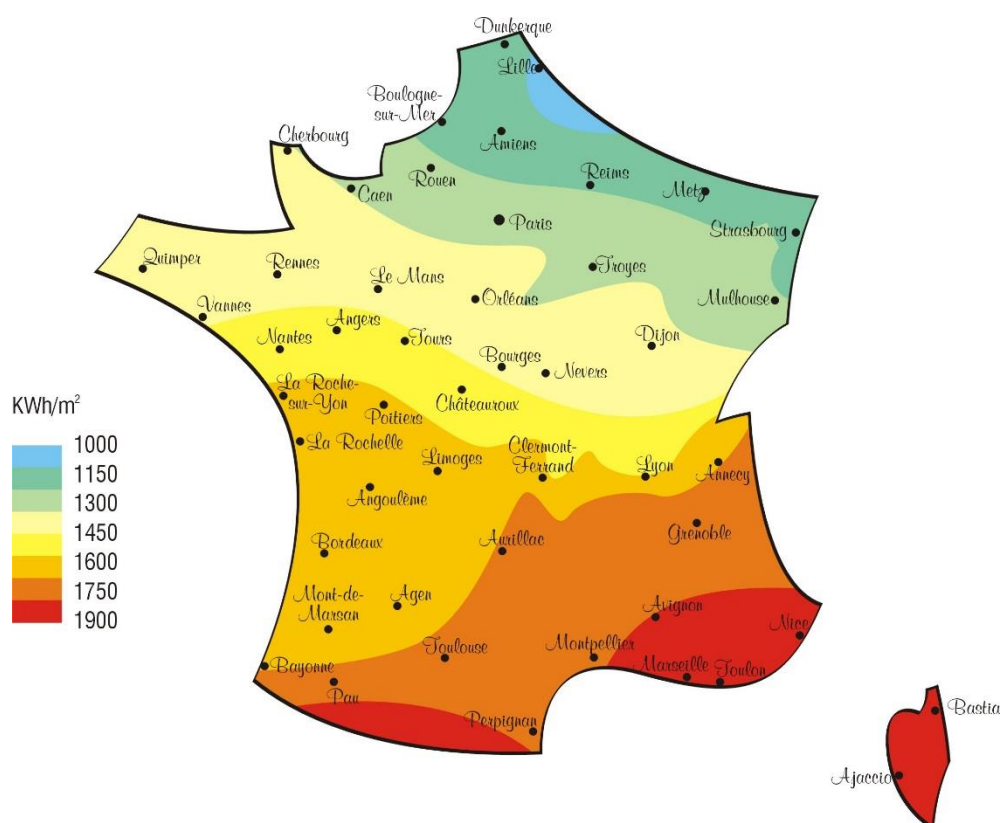 Dunkerque
Lille
Boulogne-
sur-Mer
Amiens
Cherbourg
Rouen
Reims
Metz
Caen
Paris
Strasbourg
Quimper
Rennes
Le Mans
Troyes
Orléans
Mulhouse
Vannes
Angers
Nantes
Tours
Dijon
Bourges
Nevers
La Roche-
sur-Yon
Châteauroux
Poitiers
La Rochelle
Clermont-
Ferrand
Limoges
Lyon
Annecy
Angoulême
Grenoble
Bordeaux
Aurillac
Mont-de-
Marsan
Agen
Avignon
Nice
Toulouse
Montpellier
Bayonne
Marseille
Toulon
Pau
Perpignan
Bastia
Ajaccio
KWh/m²
1000
1150
1300
1450
1600
1750
1900